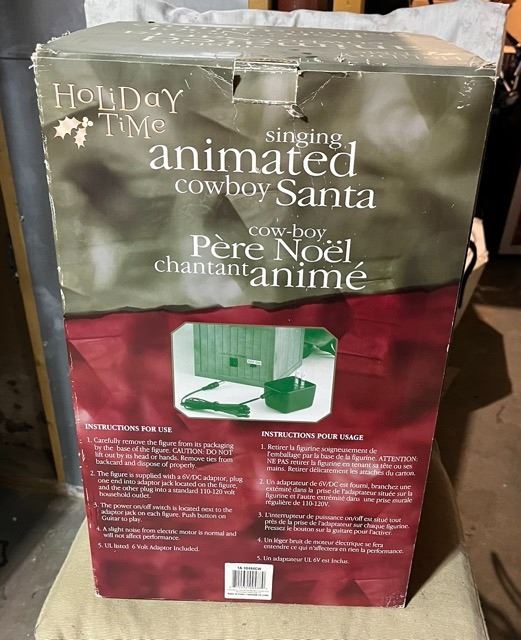 HoLiDaY
TiMe
singing
animated
cowboy Santa
cow-boy
Père Noël
chantant animé
INSTRUCTIONS FOR USE
1. Carefully remove the figure from its packaging
by the base of the figure. CAUTION: DO NOT
lift out by its head or hands. Remove ties from
backcard and dispose of properly.
2. The figure is supplied with a 6V/DC adaptor, plug
one end into adaptor jack located on the figure,
and the other plug into a standard 110-120 volt
household outlet.
3. The power on/off switch is located next to the
adaptor jack on each figure. Push button on
Guitar to play.
4. A slight noise from electric motor is normal and
will not affect performance.
5. UL listed 6 Volt Adaptor Included.
INSTRUCTIONS POUR USAGE
1. Retirer la figurine soigneusement de
l'emballage par la base de la figurine. ATTENTION:
NE PAS retirer la figurine en tenant sa tête ou ses
mains. Retirer délicatement les attaches du carton.
2. Un adaptateur de 6V/DC est fourni, branchez une
extémité dans la prise de l'adaptateur située sur la
figurine et l'autre extémité dans une prise murale
régulière de 110-120V.
3. L'interrupteur de puissance on/off est situé tout
près de la prise de l'adaptateur sur chaque figurine.
Pressez le bouton sur la guitare pour l'activer.
4. Un léger bruit de moteur électrique se fera
entendre ce qui n'affectera en rien la performance.
5. Un adaptateur UL 6V est Inclus.